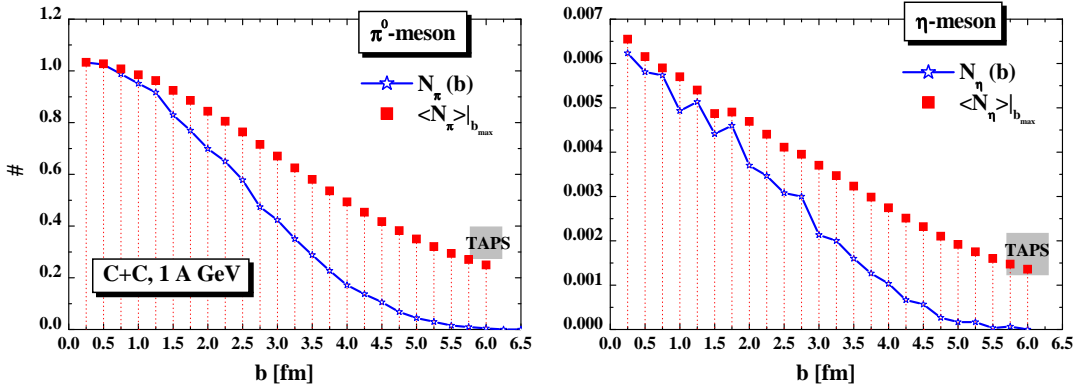 π⁰-meson
N_π (b)
<N_π>|_b_max
#
1.2
1.0
0.8
0.6
0.4
0.2
0.0
TAPS
C+C, 1 A GeV
0.0 0.5 1.0 1.5 2.0 2.5 3.0 3.5 4.0 4.5 5.0 5.5 6.0 6.5
b [fm]
η-meson
N_η (b)
<N_η>|_b_max
0.007
0.006
0.005
0.004
0.003
0.002
0.001
0.000
TAPS
0.0 0.5 1.0 1.5 2.0 2.5 3.0 3.5 4.0 4.5 5.0 5.5 6.0 6.5
b [fm]